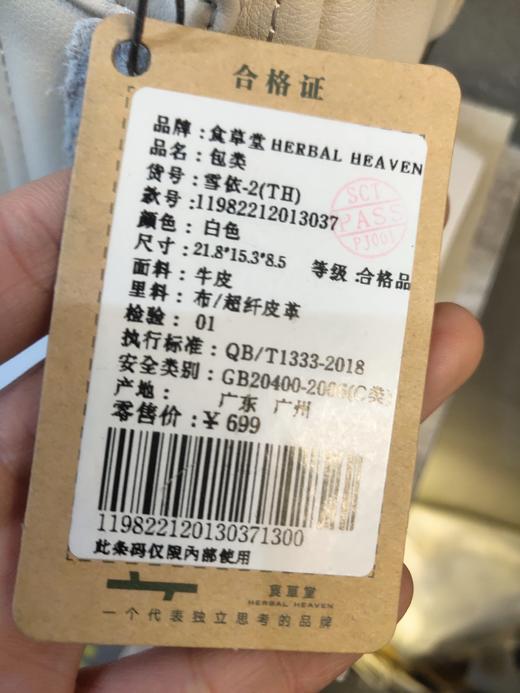 合格证
品牌：食草堂 HERBAL HEAVEN
品名：包类
货号：雪依-2(TH)
款号：11982212013037
颜色：白色
尺寸：21.8*15.3*8.5 等级：合格品
面料：牛皮
里料：布/超纤皮革
检验：01
执行标准：QB/T1333-2018
安全类别：GB20400-2006(C类)
产地：广东 广州
零售价：¥ 699
SCT
PASS
PJ001
119822120130371300
此条码仅限内部使用
食草堂
HERBAL HEAVEN
一个代表独立思考的品牌